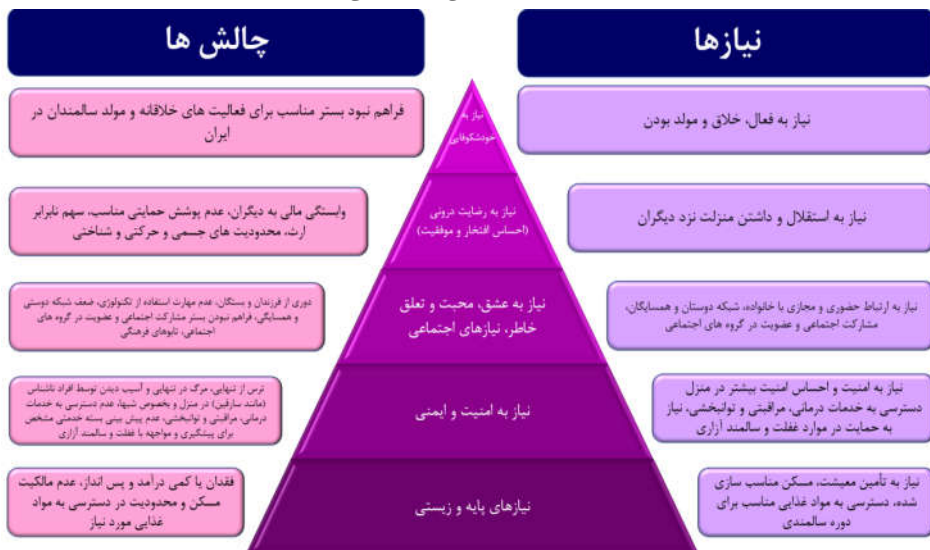 نیازها
چالش ها
نیاز به فعال، خلاق و مولد بودن
نیاز به
خودشکوفایی
فراهم نبود بستر مناسب برای فعالیت های خلاقانه و مولد سالمندان در
ایران
نیاز به استقلال و داشتن منزلت نزد دیگران
نیاز به رضایت درونی
(احساس افتخار و موفقیت)
وابستگی مالی به دیگران، عدم پوشش حمایتی مناسب، سهم نابرابر
ارث، محدودیت های جسمی و حرکتی و شناختی
نیاز به ارتباط حضوری و مجازی با خانواده، شبکه دوستان و همسایگان،
مشارکت اجتماعی و عضویت در گروه های اجتماعی
نیاز به عشق، محبت و تعلق
خاطر، نیازهای اجتماعی
دوری از فرزندان و بستگان، عدم مهارت استفاده از تکنولوژی، ضعف شبکه دوستی
و همسایگی، فراهم نبودن بستر مشارکت اجتماعی و عضویت در گروه های
اجتماعی، تابوهای فرهنگی
نیاز به امنیت و احساس امنیت بیشتر در منزل
دسترسی به خدمات درمانی، مراقبتی و توانبخشی، نیاز
به حمایت در موارد غفلت و سالمند آزاری
نیاز به امنیت و ایمنی
ترس از تنهایی، مرگ در تنهایی و آسیب دیدن توسط افراد ناشناس
(مانند سارقین) در منزل و بخصوص شبها، عدم دسترسی به خدمات
درمانی، مراقبتی و توانبخشی، عدم پیش بینی بسته خدمتی مشخص
برای پیشگیری و مواجهه با غفلت و سالمند آزاری
نیاز به تأمین معیشت، مسکن مناسب سازی
شده، دسترسی به مواد غذایی مناسب برای
دوره سالمندی
نیازهای پایه و زیستی
فقدان یا کمی درآمد و پس انداز، عدم مالکیت
مسکن و محدودیت در دسترسی به مواد
غذایی مورد نیاز